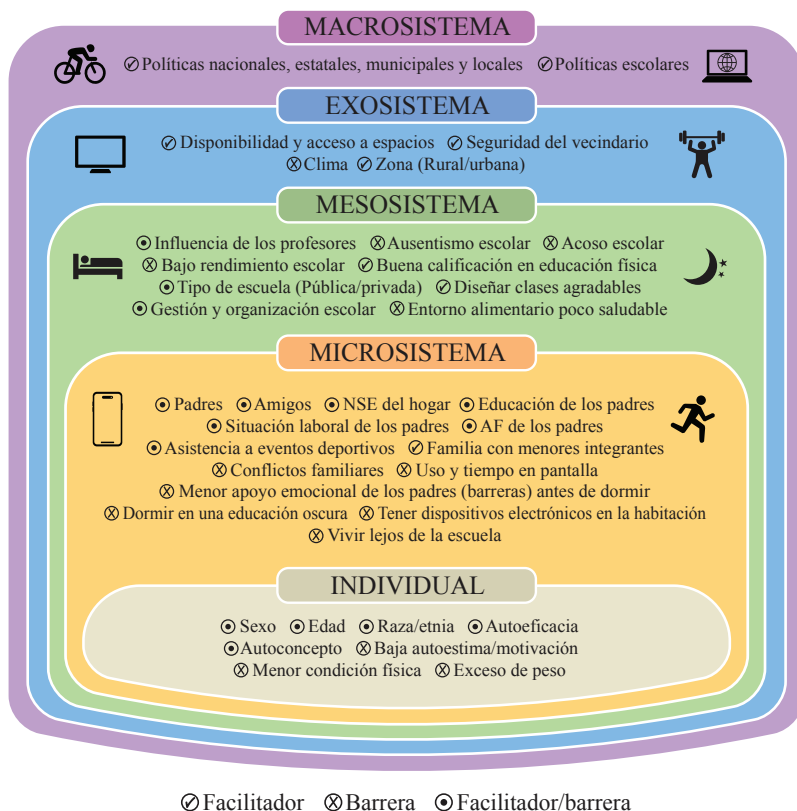 MACROSISTEMA
⊘Políticas nacionales, estatales, municipales y locales ⊘Políticas escolares
EXOSISTEMA
⊘ Disponibilidad y acceso a espacios ⊘ Seguridad del vecindario
⊗Clima ⊘ Zona (Rural/urbana)
MESOSISTEMA
⊙ Influencia de los profesores ⊗Ausentismo escolar ⊗ Acoso escolar
⊗ Bajo rendimiento escolar ⊘ Buena calificación en educación física
⊙ Tipo de escuela (Pública/privada) ⊘ Diseñar clases agradables
⊙ Gestión y organización escolar ⊗ Entorno alimentario poco saludable
MICROSISTEMA
⊙ Padres ⊙ Amigos ⊙ NSE del hogar ⊙ Educación de los padres
⊙ Situación laboral de los padres ⊙ AF de los padres
⊙ Asistencia a eventos deportivos ⊘ Familia con menores integrantes
⊗ Conflictos familiares ⊗ Uso y tiempo en pantalla
⊗ Menor apoyo emocional de los padres (barreras) antes de dormir
⊗ Dormir en una educación oscura ⊗ Tener dispositivos electrónicos en la habitación
⊗ Vivir lejos de la escuela
INDIVIDUAL
⊙ Sexo ⊙ Edad ⊙ Raza/etnia ⊙ Autoeficacia
⊙Autoconcepto ⊗ Baja autoestima/motivación
⊗ Menor condición física ⊗ Exceso de peso
⊘ Facilitador ⊗ Barrera ⊙ Facilitador/barrera